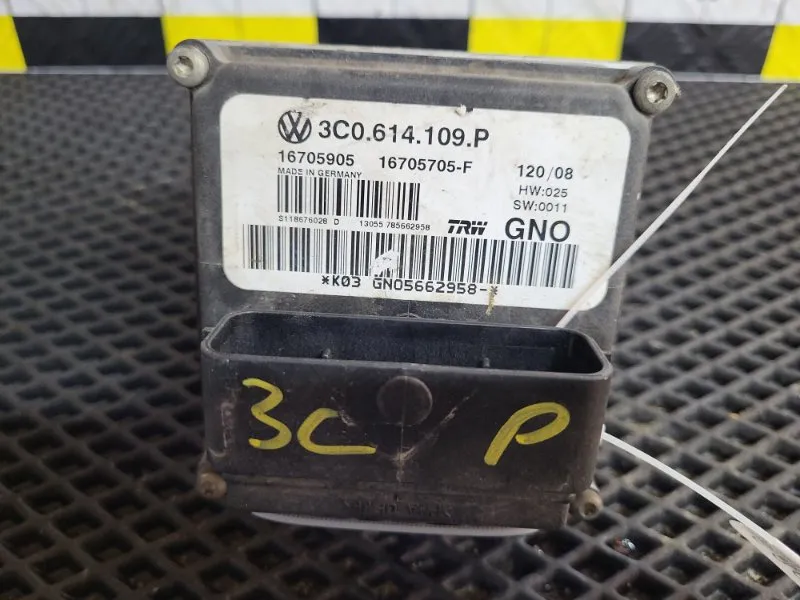 3C0.614.109.P
16705905 16705705-F 120/08
MADE IN GERMANY HW:025
SW:0011
S118676028 D 13055 785662958 TRW GNO
*K03 GNO5662958-*
3C P